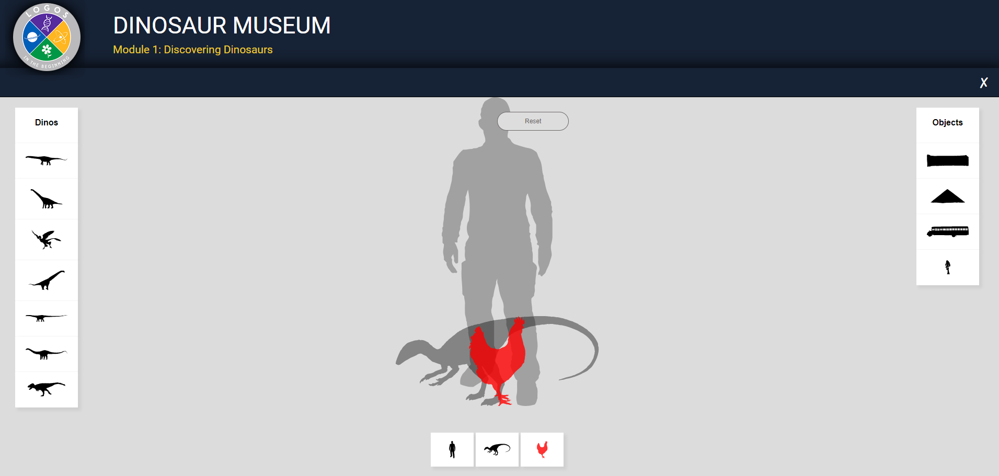 LOGOS
IN THE BEGINNING
DINOSAUR MUSEUM
Module 1: Discovering Dinosaurs
X
Dinos
Reset
Objects